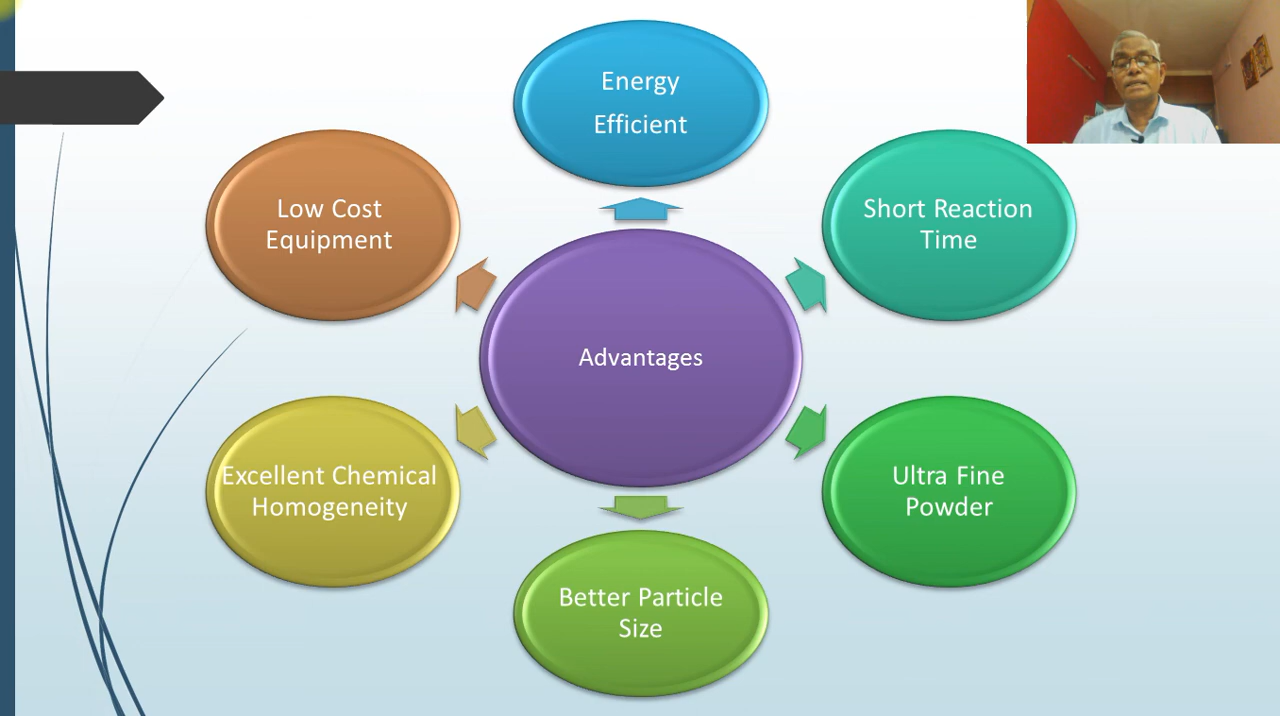 Energy
Efficient
Low Cost
Equipment
Short Reaction
Time
Advantages
Excellent Chemical
Homogeneity
Ultra Fine
Powder
Better Particle
Size